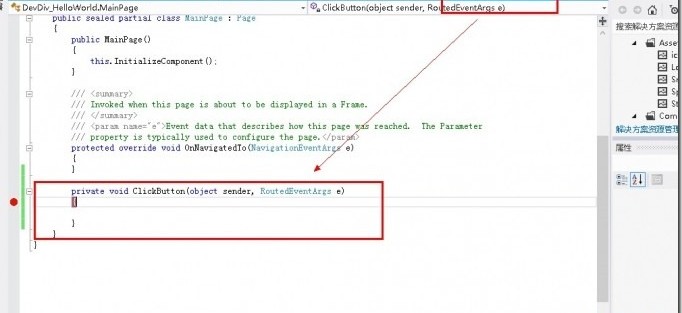 DevDiv_HelloWorld.MainPage
ClickButton(object sender, RoutedEventArgs e)
public sealed partial class MainPage : Page
{
public MainPage()
{
this.InitializeComponent();
}
/// <summary>
/// Invoked when this page is about to be displayed in a Frame.
/// </summary>
/// <param name="e">Event data that describes how this page was reached.  The Parameter
/// property is typically used to configure the page.</param>
protected override void OnNavigatedTo(NavigationEventArgs e)
{
}
private void ClickButton(object sender, RoutedEventArgs e)
{
}
}
}
搜索解决方案资源管
Asse
ic
Lo
Sp
St
Com
解决方案资源管理
属性